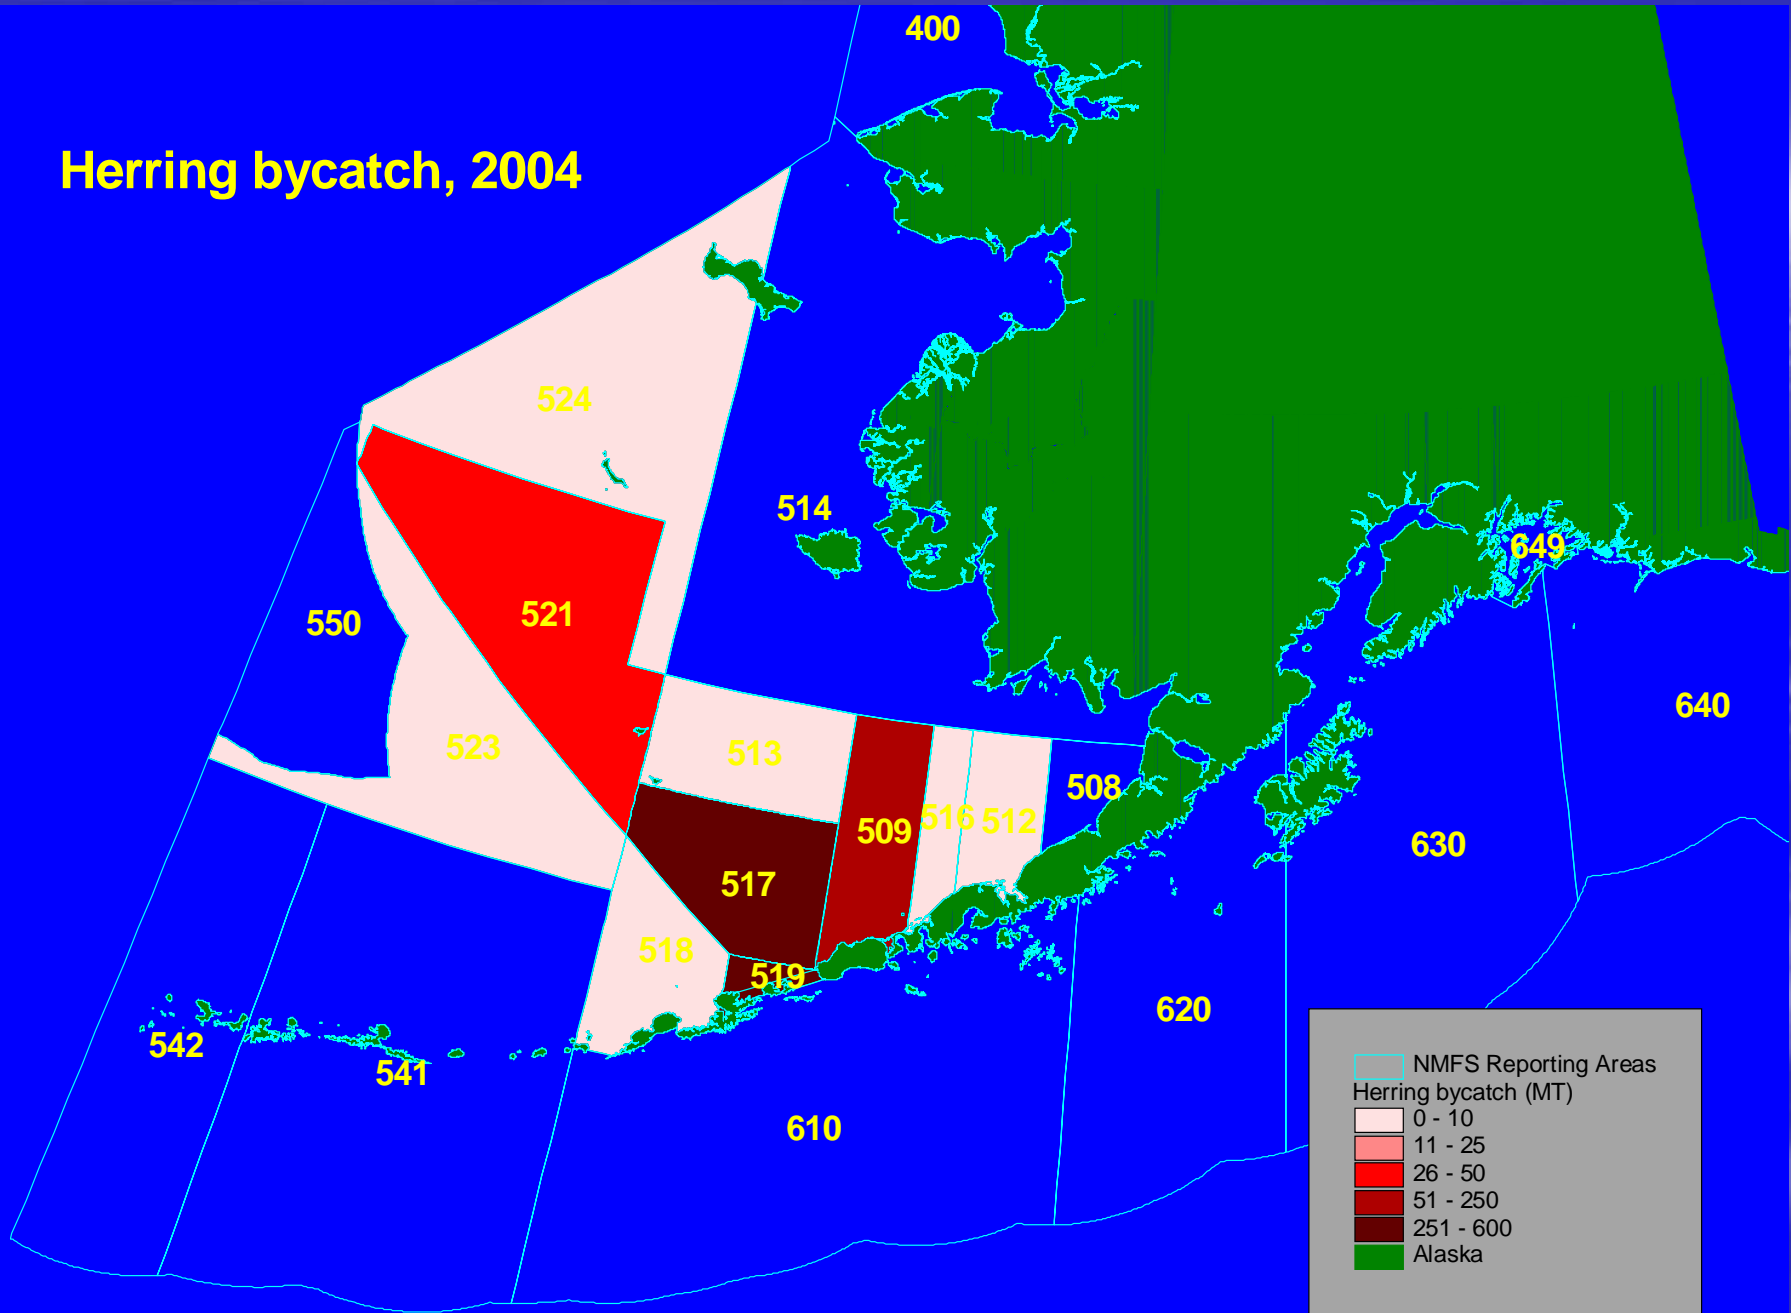 400
Herring bycatch, 2004
524
514
649
550
521
640
523
513
508
516
512
509
630
517
518
519
620
542
541
610
NMFS Reporting Areas
Herring bycatch (MT)
0 - 10
11 - 25
26 - 50
51 - 250
251 - 600
Alaska